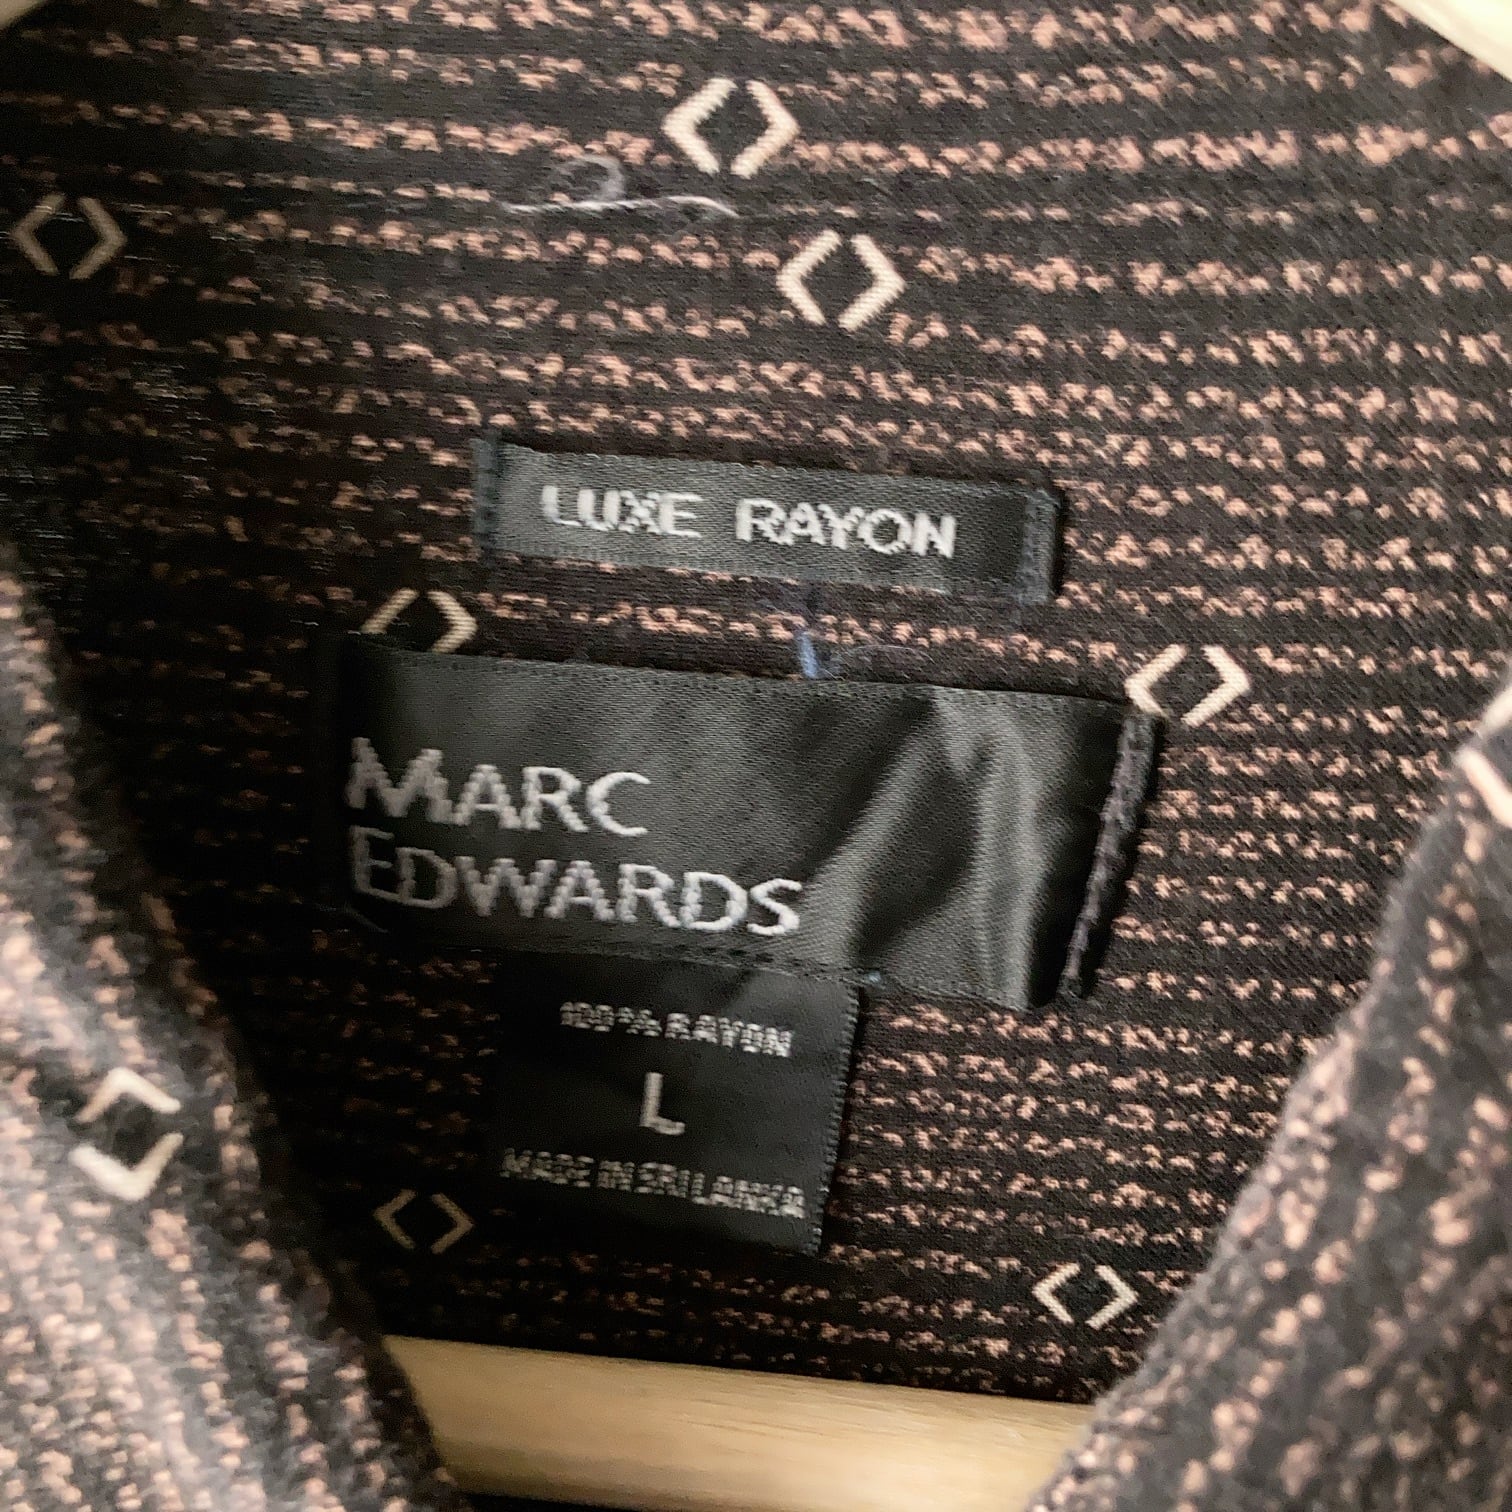 LUXE RAYON
MARC
EDWARDS
100% RAYON
L
MADE IN SRI LANKA